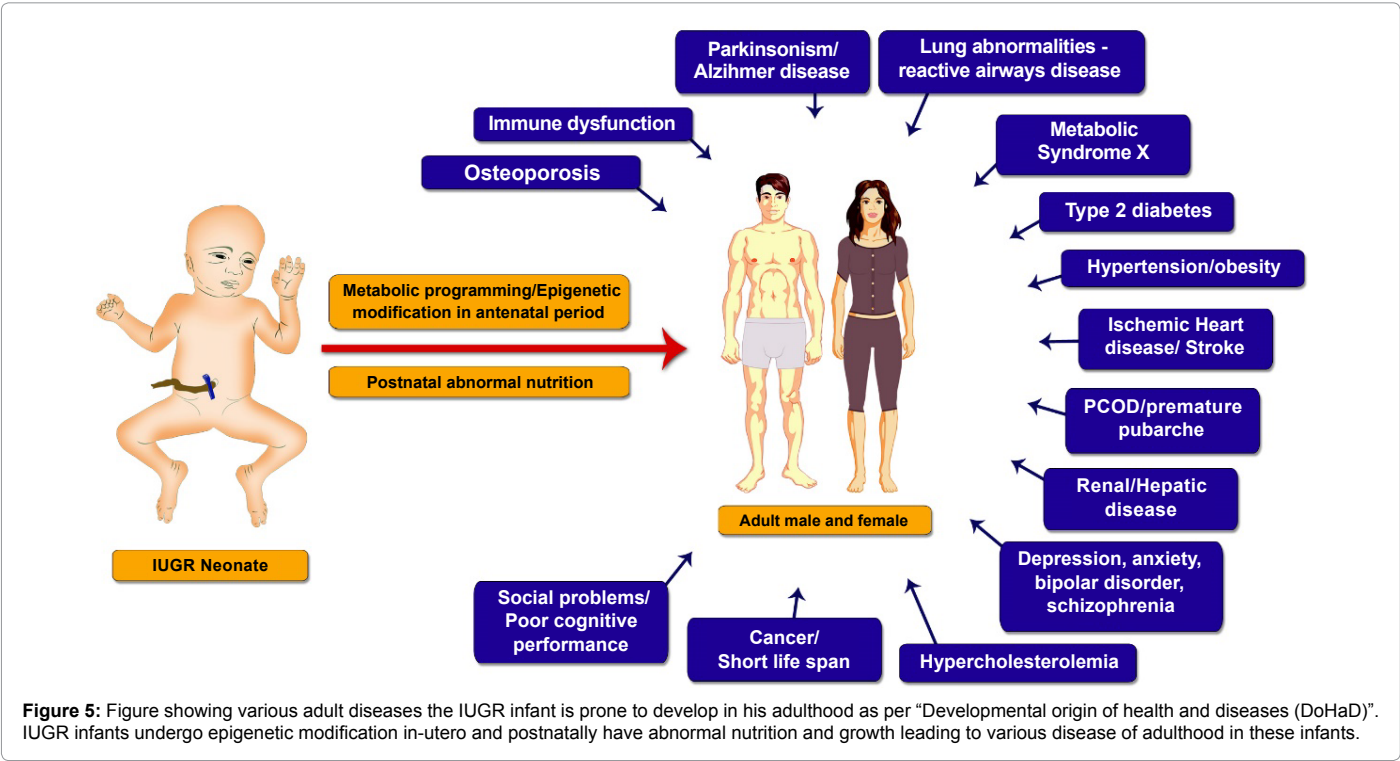 Parkinsonism/
Alzihmer disease
Lung abnormalities -
reactive airways disease
Immune dysfunction
Metabolic
Syndrome X
Osteoporosis
Type 2 diabetes
Hypertension/obesity
Metabolic programming/Epigenetic
modification in antenatal period
Ischemic Heart
disease/ Stroke
Postnatal abnormal nutrition
PCOD/premature
pubarche
Renal/Hepatic
disease
Adult male and female
IUGR Neonate
Depression, anxiety,
bipolar disorder,
schizophrenia
Social problems/
Poor cognitive
performance
Cancer/
Short life span
Hypercholesterolemia
Figure 5: Figure showing various adult diseases the IUGR infant is prone to develop in his adulthood as per “Developmental origin of health and diseases (DoHaD)”.
IUGR infants undergo epigenetic modification in-utero and postnatally have abnormal nutrition and growth leading to various disease of adulthood in these infants.